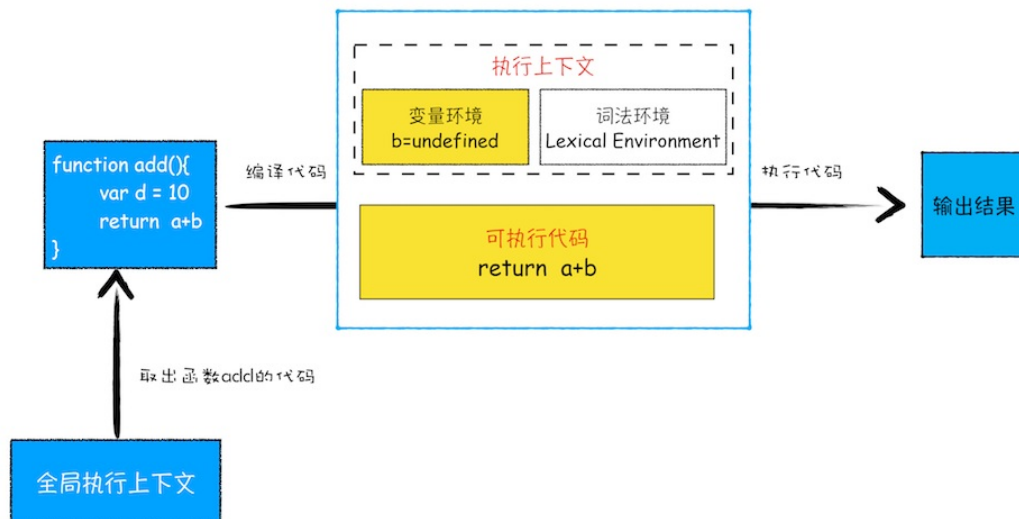 执行上下文
变量环境
b=undefined
词法环境
Lexical Environment
function add(){
var d = 10
return a+b
}
编译代码
执行代码
输出结果
可执行代码
return a+b
取出函数add的代码
全局执行上下文